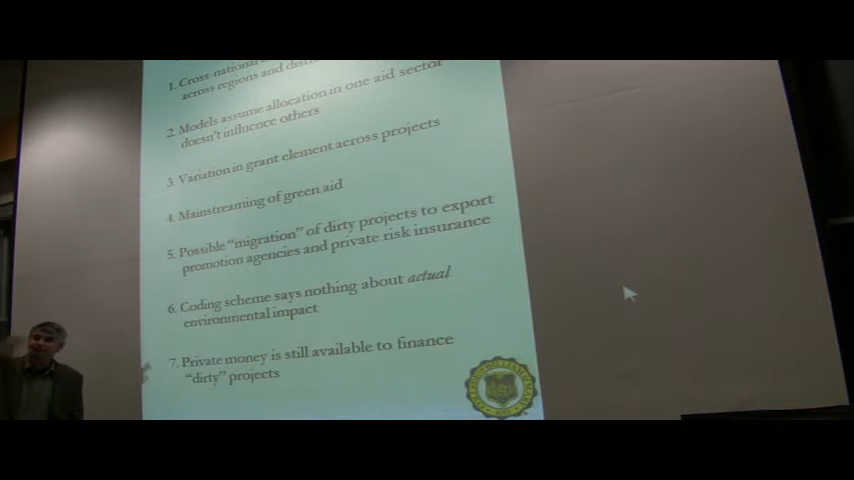 1. Cross-national
across regions and
2. Models assume allocation in one aid sector
doesn't influence others
3. Variation in grant element across projects
4. Mainstreaming of green aid
5. Possible "migration" of dirty projects to export
promotion agencies and private risk insurance
6. Coding scheme says nothing about actual
environmental impact
7. Private money is still available to finance
"dirty" projects